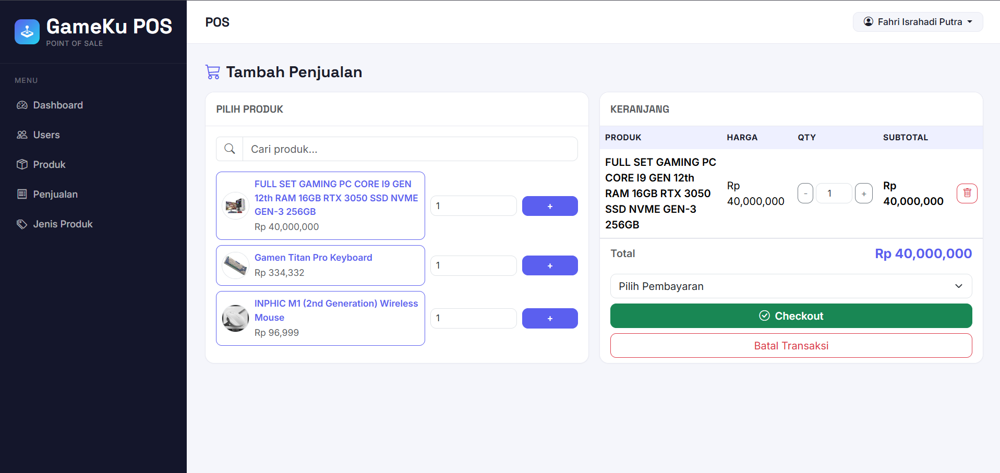 GameKu POS
POINT OF SALE
MENU
Dashboard
Users
Produk
Penjualan
Jenis Produk
POS
Fahri Israhadi Putra
Tambah Penjualan
PILIH PRODUK
Cari produk...
FULL SET GAMING PC CORE I9 GEN
12th RAM 16GB RTX 3050 SSD NVME
GEN-3 256GB
Rp 40,000,000
1
+
Gamen Titan Pro Keyboard
Rp 334,332
1
+
INPHIC M1 (2nd Generation) Wireless
Mouse
Rp 96,999
1
+
KERANJANG
PRODUK HARGA QTY SUBTOTAL
FULL SET GAMING PC
CORE I9 GEN 12th
RAM 16GB RTX 3050
SSD NVME GEN-3
256GB
Rp
40,000,000
- 1 +
Rp
40,000,000
Total Rp 40,000,000
Pilih Pembayaran
Checkout
Batal Transaksi